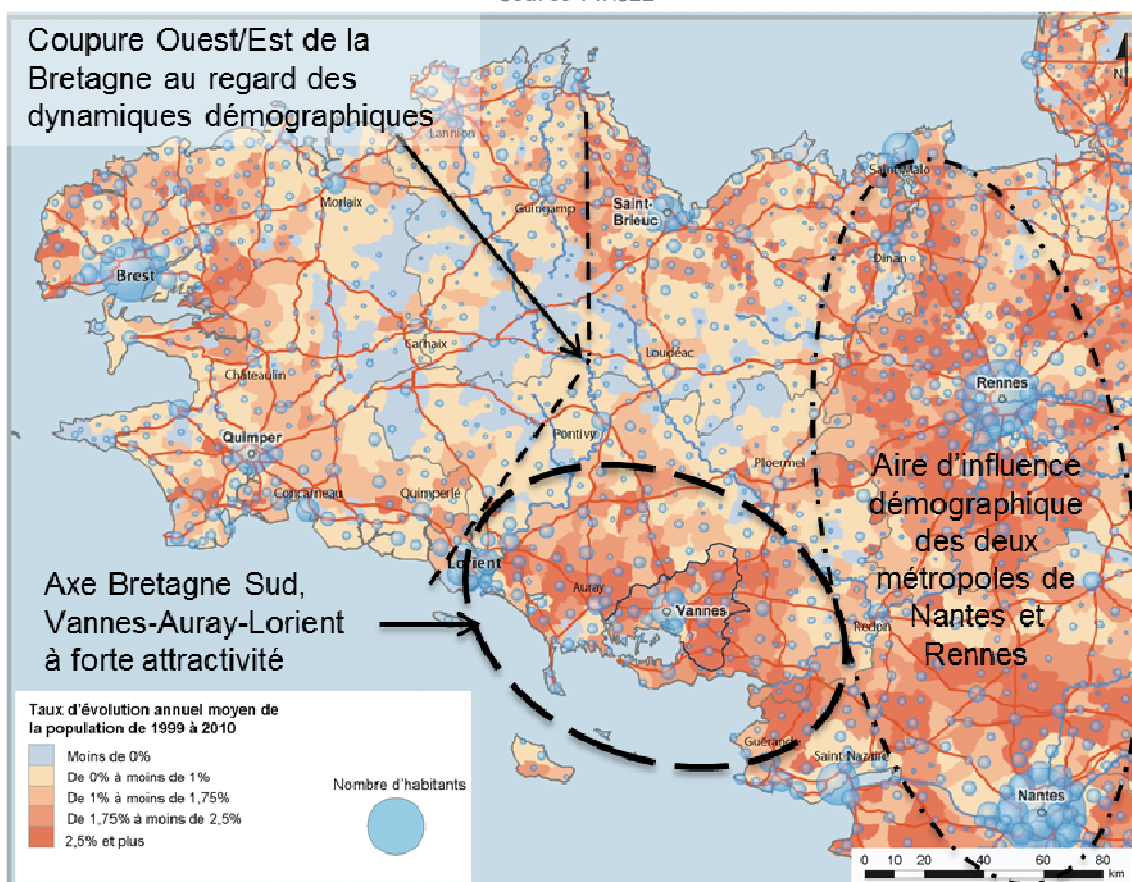 Coupure Ouest/Est de la
Bretagne au regard des
dynamiques démographiques
N
Lannion
Morlaix
Guingamp
Saint-
Brieuc
Saint-Malo
Dinan
Brest
Carhaix
Loudéac
Rennes
Châteaulin
Quimper
Pontivy
Ploermel
Concarneau
Quimperlé
Aire d'influence
démographique
des deux
métropoles de
Nantes et
Rennes
Lorient
Auray
Vannes
Redon
Axe Bretagne Sud,
Vannes-Auray-Lorient
à forte attractivité
Guérande
Saint-Nazaire
Nantes
Taux d'évolution annuel moyen de
la population de 1999 à 2010
Moins de 0%
De 0% à moins de 1%
De 1% à moins de 1,75%
De 1,75% à moins de 2,5%
2,5% et plus
Nombre d'habitants
0 10 20 40 60 80
km